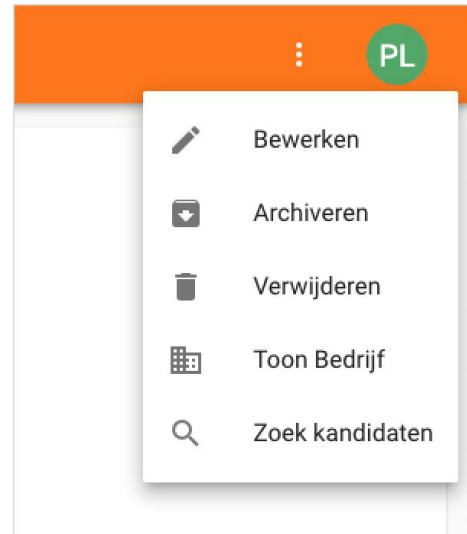 PL
Bewerken
Archiveren
Verwijderen
Toon Bedrijf
Zoek kandidaten